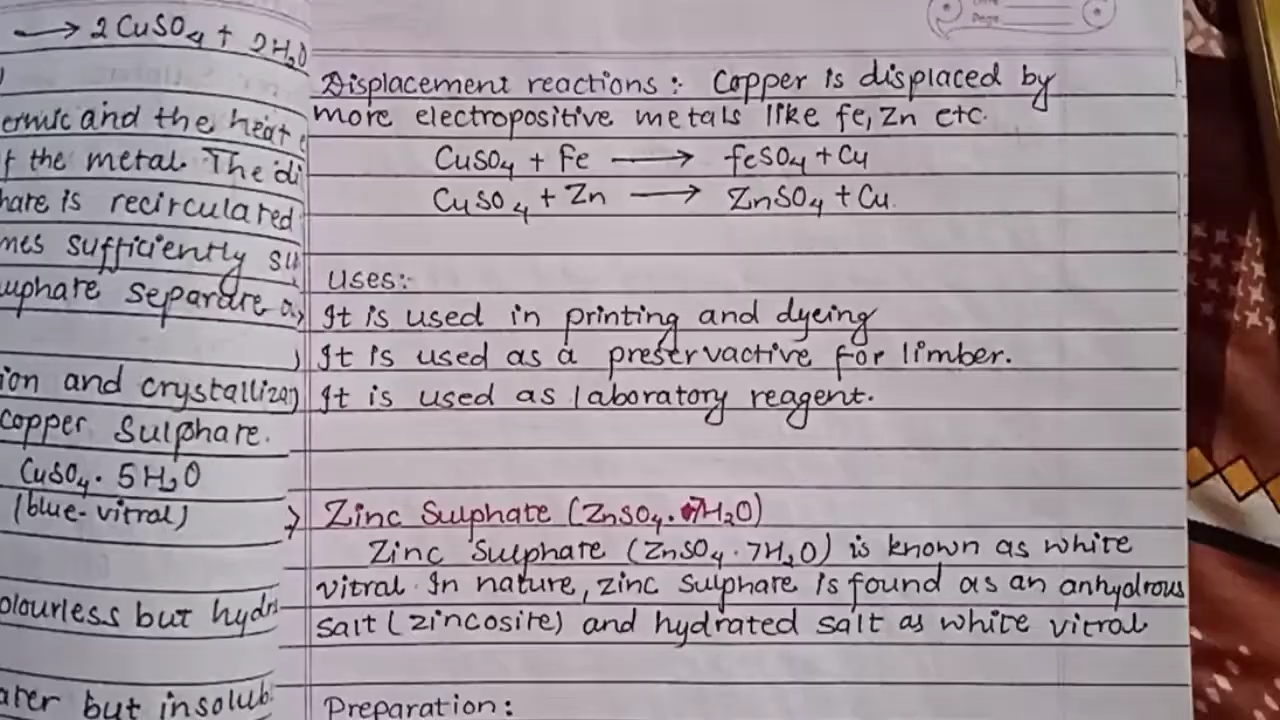 → 2CuSO₄ + 2H₂O
ermic and the heat
f the metal. The di
hate is recirculated
mes sufficiently su
uphate separate a
ion and crystallizan
copper Sulphate.
CuSO₄. 5H₂O
(blue-vitral)
olourless but hydr
ater but insolub
Date
Page
Displacement reactions : Copper is displaced by
more electropositive metals like fe, Zn etc.
CuSO₄ + Fe → feSO₄ + Cu
CuSO₄ + Zn → ZnSO₄ + Cu.
Uses:-
It is used in printing and dyeing
It is used as a preservactive for limber.
It is used as laboratory reagent.
Zinc Sulphate (ZnSO₄.7H₂O)
Zinc Sulphate (ZnSO₄.7H₂O) is known as white
vitral. In nature, zinc sulphate is found as an anhydrous
salt (zincosite) and hydrated salt as white vitral
Preparation: